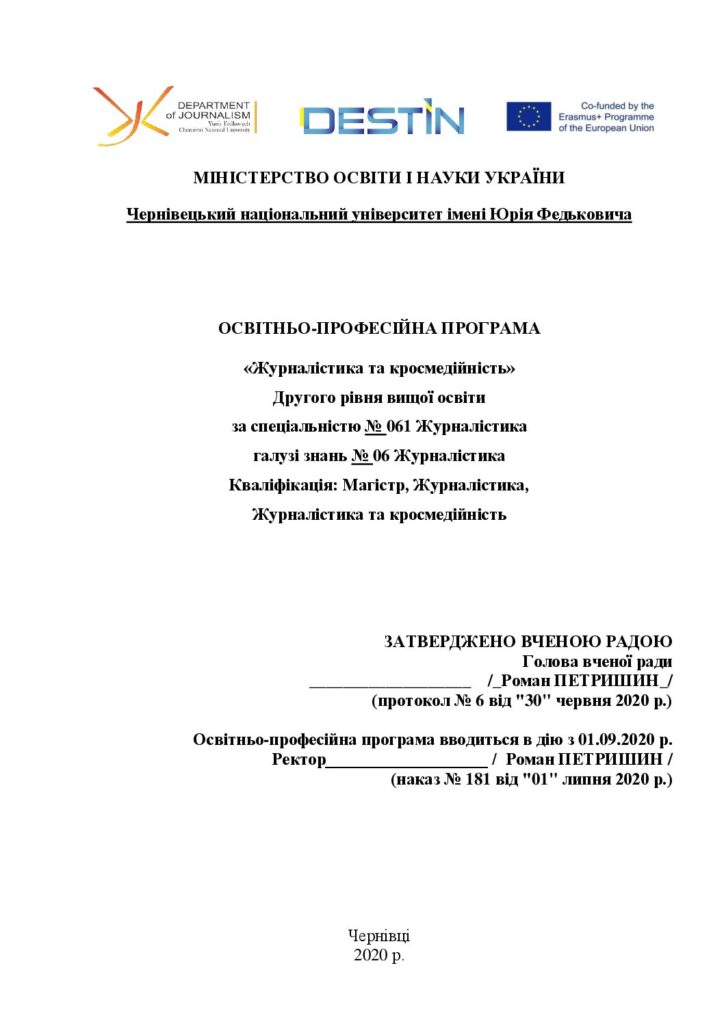 DEPARTMENT
of JOURNALISM
Yuriy Fedkovych
Chernivtsi National University
DESTIN
Co-funded by the
Erasmus+ Programme
of the European Union
МІНІСТЕРСТВО ОСВІТИ І НАУКИ УКРАЇНИ
Чернівецький національний університет імені Юрія Федьковича
ОСВІТНЬО-ПРОФЕСІЙНА ПРОГРАМА
«Журналістика та кросмедійність»
Другого рівня вищої освіти
за спеціальністю № 061 Журналістика
галузі знань № 06 Журналістика
Кваліфікація: Магістр, Журналістика,
Журналістика та кросмедійність
ЗАТВЕРДЖЕНО ВЧЕНОЮ РАДОЮ
Голова вченої ради
___________________ /_Роман ПЕТРИШИН_/
(протокол № 6 від "30" червня 2020 р.)
Освітньо-професійна програма вводиться в дію з 01.09.2020 р.
Ректор___________________ / Роман ПЕТРИШИН /
(наказ № 181 від "01" липня 2020 р.)
Чернівці
2020 р.